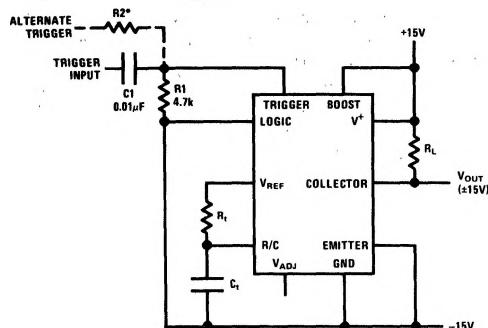 ALTERNATE TRIGGER
R2*
TRIGGER INPUT
C1
0.01μF
R1
4.7k
+15V
TRIGGER
BOOST
LOGIC
V+
RL
VREF
COLLECTOR
VOUT
(±15V)
Rt
R/C
EMITTER
VADJ
GND
Ct
–15V